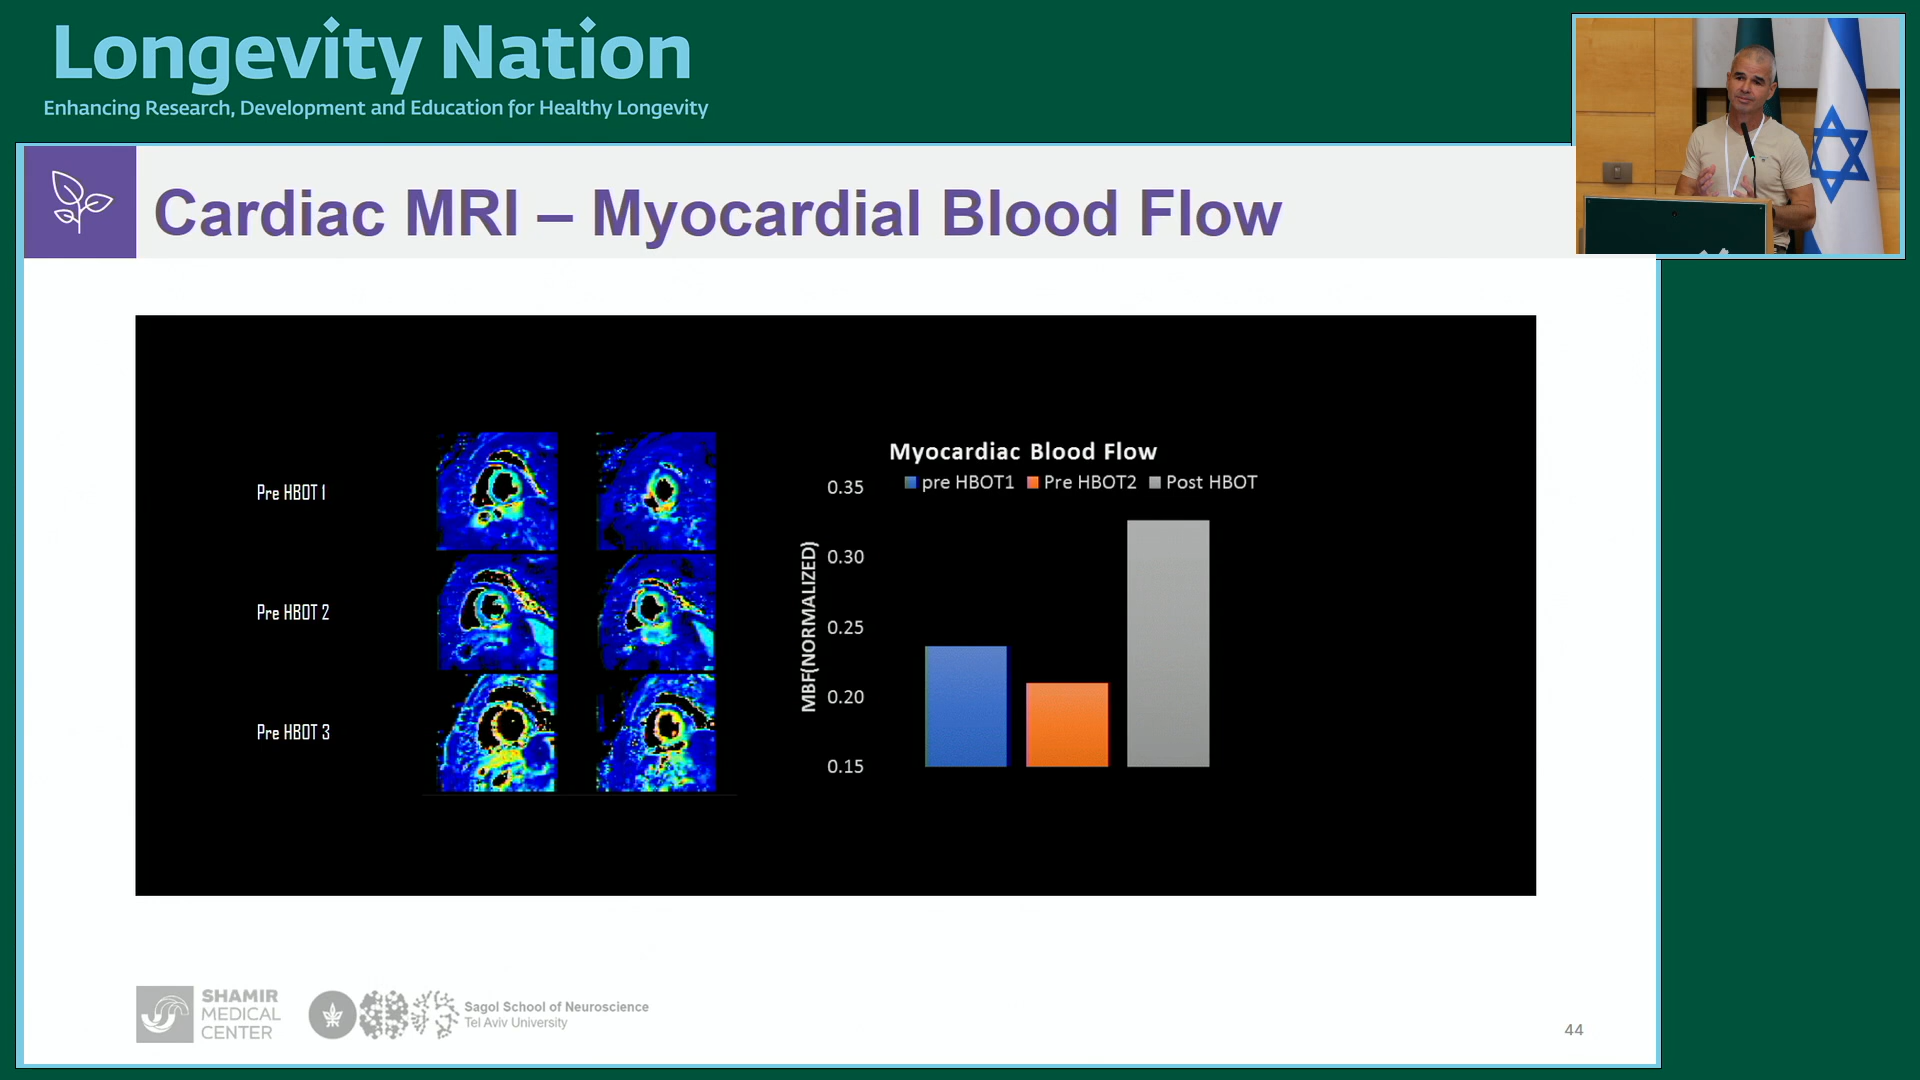 Longevity Nation
Enhancing Research, Development and Education for Healthy Longevity
Cardiac MRI – Myocardial Blood Flow
Pre HBOT 1
Pre HBOT 2
Pre HBOT 3
Myocardiac Blood Flow
pre HBOT1 Pre HBOT2 Post HBOT
MBF(NORMALIZED)
0.35
0.30
0.25
0.20
0.15
SHAMIR
MEDICAL
CENTER
Sagol School of Neuroscience
Tel Aviv University
44